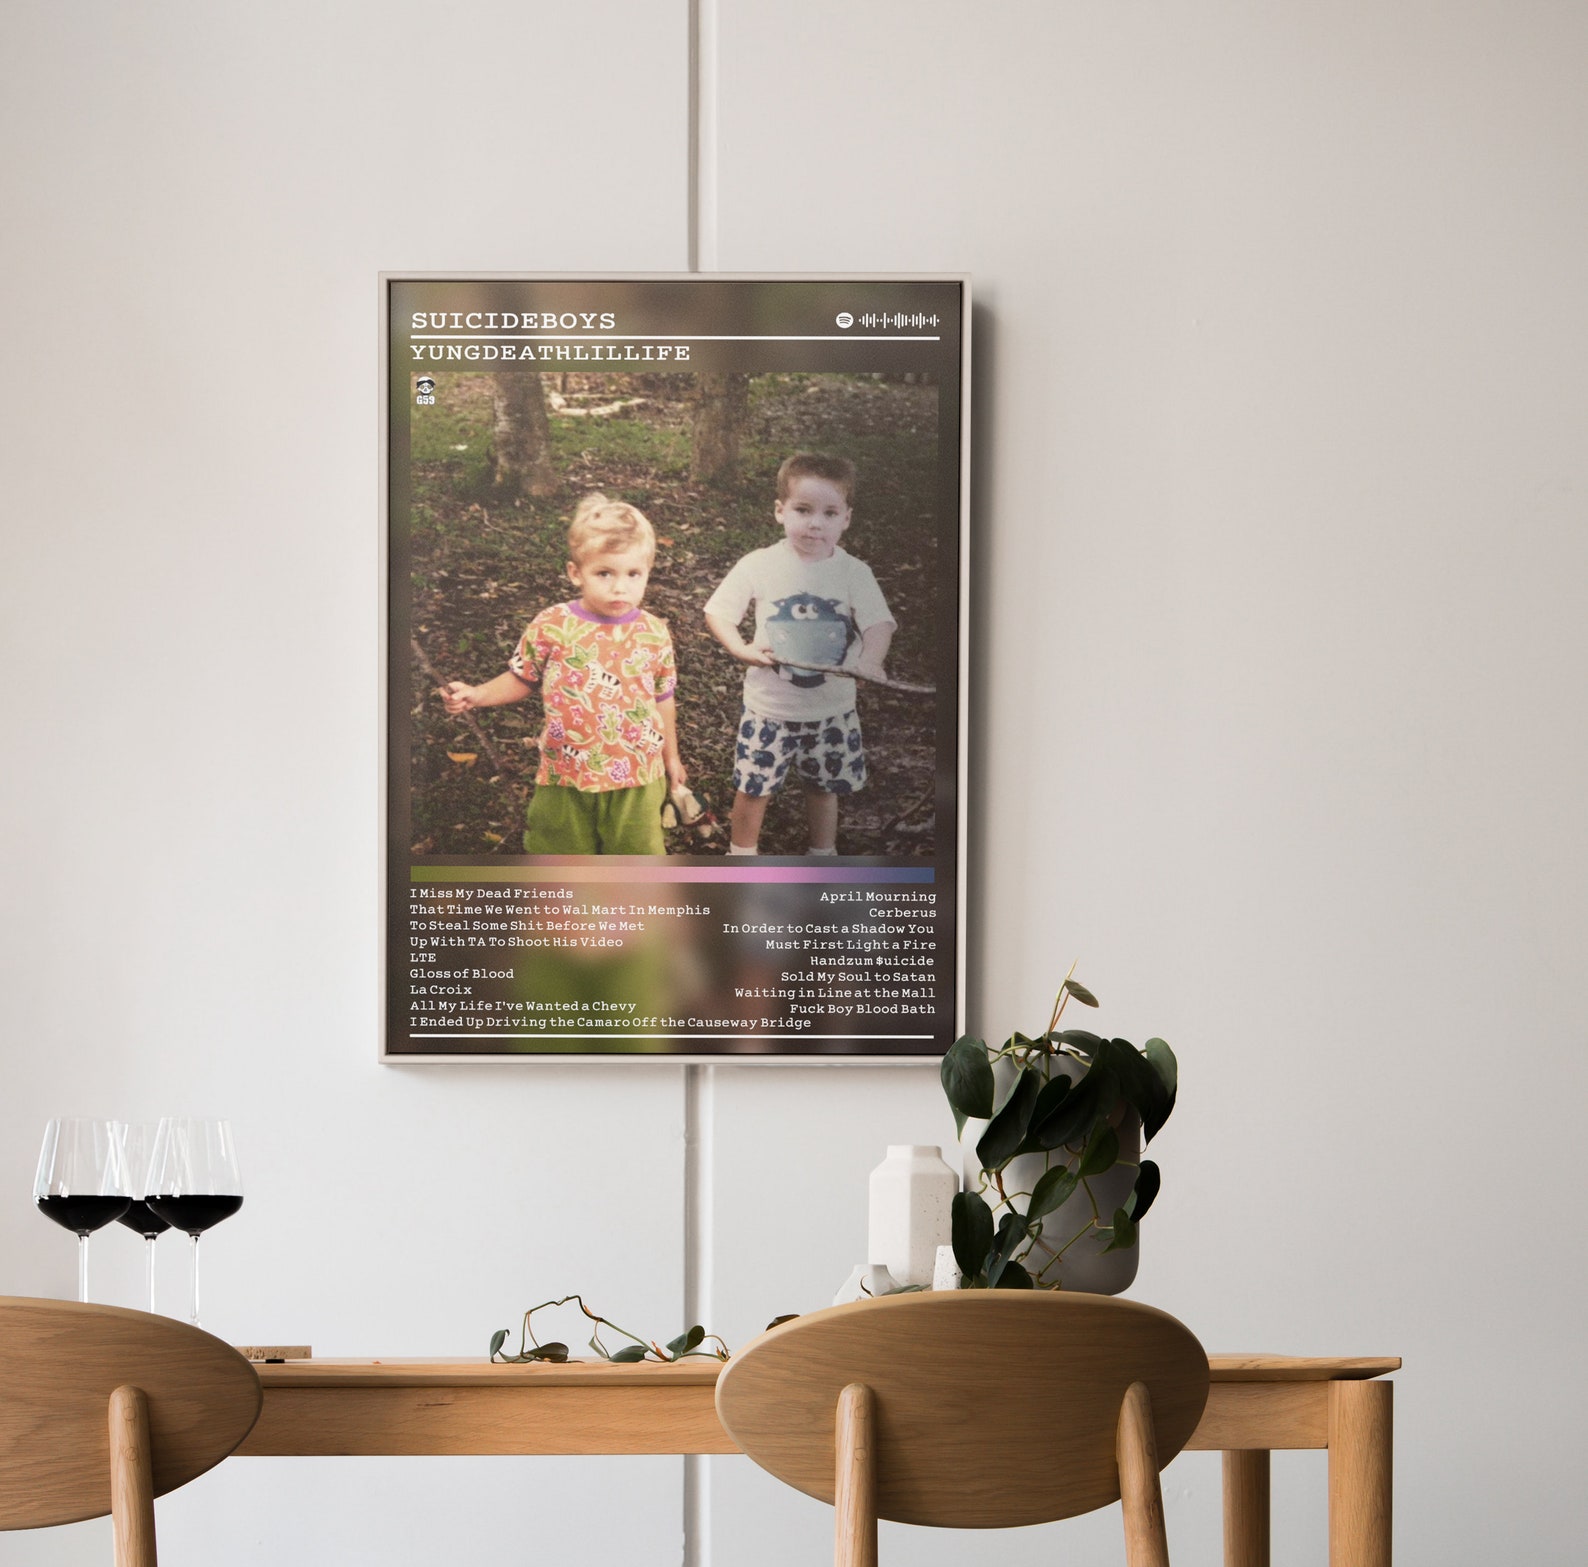 SUICIDEBOYS
YUNGDEATHLILLIFE
G59
I Miss My Dead Friends
That Time We Went to Wal Mart In Memphis
To Steal Some Shit Before We Met
Up With TA To Shoot His Video
LTE
Gloss of Blood
La Croix
All My Life I've Wanted a Chevy
I Ended Up Driving the Camaro Off the Causeway Bridge
April Mourning
Cerberus
In Order to Cast a Shadow You
Must First Light a Fire
Handzum $uicide
Sold My Soul to Satan
Waiting in Line at the Mall
Fuck Boy Blood Bath